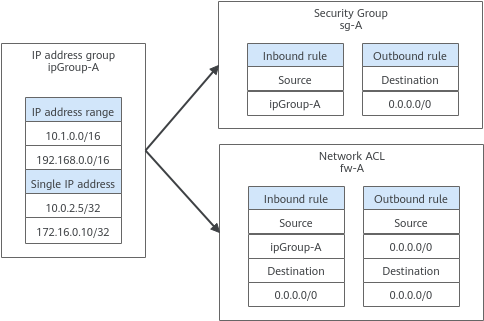 IP address group
ipGroup-A
IP address range
10.1.0.0/16
192.168.0.0/16
Single IP address
10.0.2.5/32
172.16.0.10/32
Security Group
sg-A
Inbound rule
Source
ipGroup-A
Outbound rule
Destination
0.0.0.0/0
Network ACL
fw-A
Inbound rule
Source
ipGroup-A
Destination
0.0.0.0/0
Outbound rule
Source
0.0.0.0/0
Destination
0.0.0.0/0